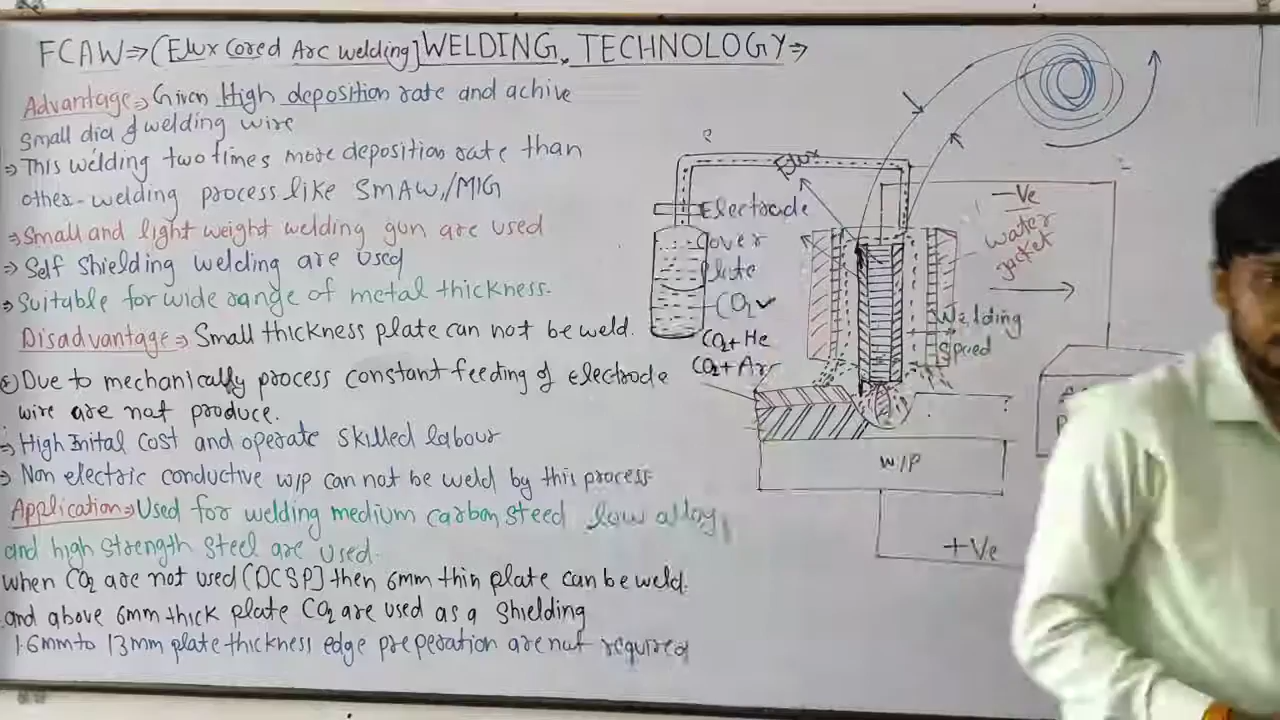 FCAW⇒(Flux Cored Arc welding] WELDING, TECHNOLOGY⇒
Advantage⇒ Given High deposition rate and achive
small dia of welding wire
⇒ This welding two times more deposition rate than
other-welding process like SMAW/MIG
⇒ Small and light weight welding gun are used
⇒ Self Shielding welding are used
⇒ Suitable for wide range of metal thickness.
Disadvantage⇒ Small thickness plate can not be weld.
Due to mechanically process constant feeding of electrode
wire are not produce.
⇒ High Inital cost and operate skilled labour
⇒ Non electric conductive w/p can not be weld by this process
Application⇒ Used for welding medium carbon steed low alloy,
and high strength steel are used.
when CO2 are not used (DCSP] then 6mm thin plate can be weld.
and above 6mm thick plate CO2 are used as a shielding
1.6mm to 13mm plate thickness edge preperation are not required
Flux
Electrode
cover
plate
CO2
CO2+He
CO2+Ar
-Ve
water
jacket
Welding
speed
W/P
+Ve